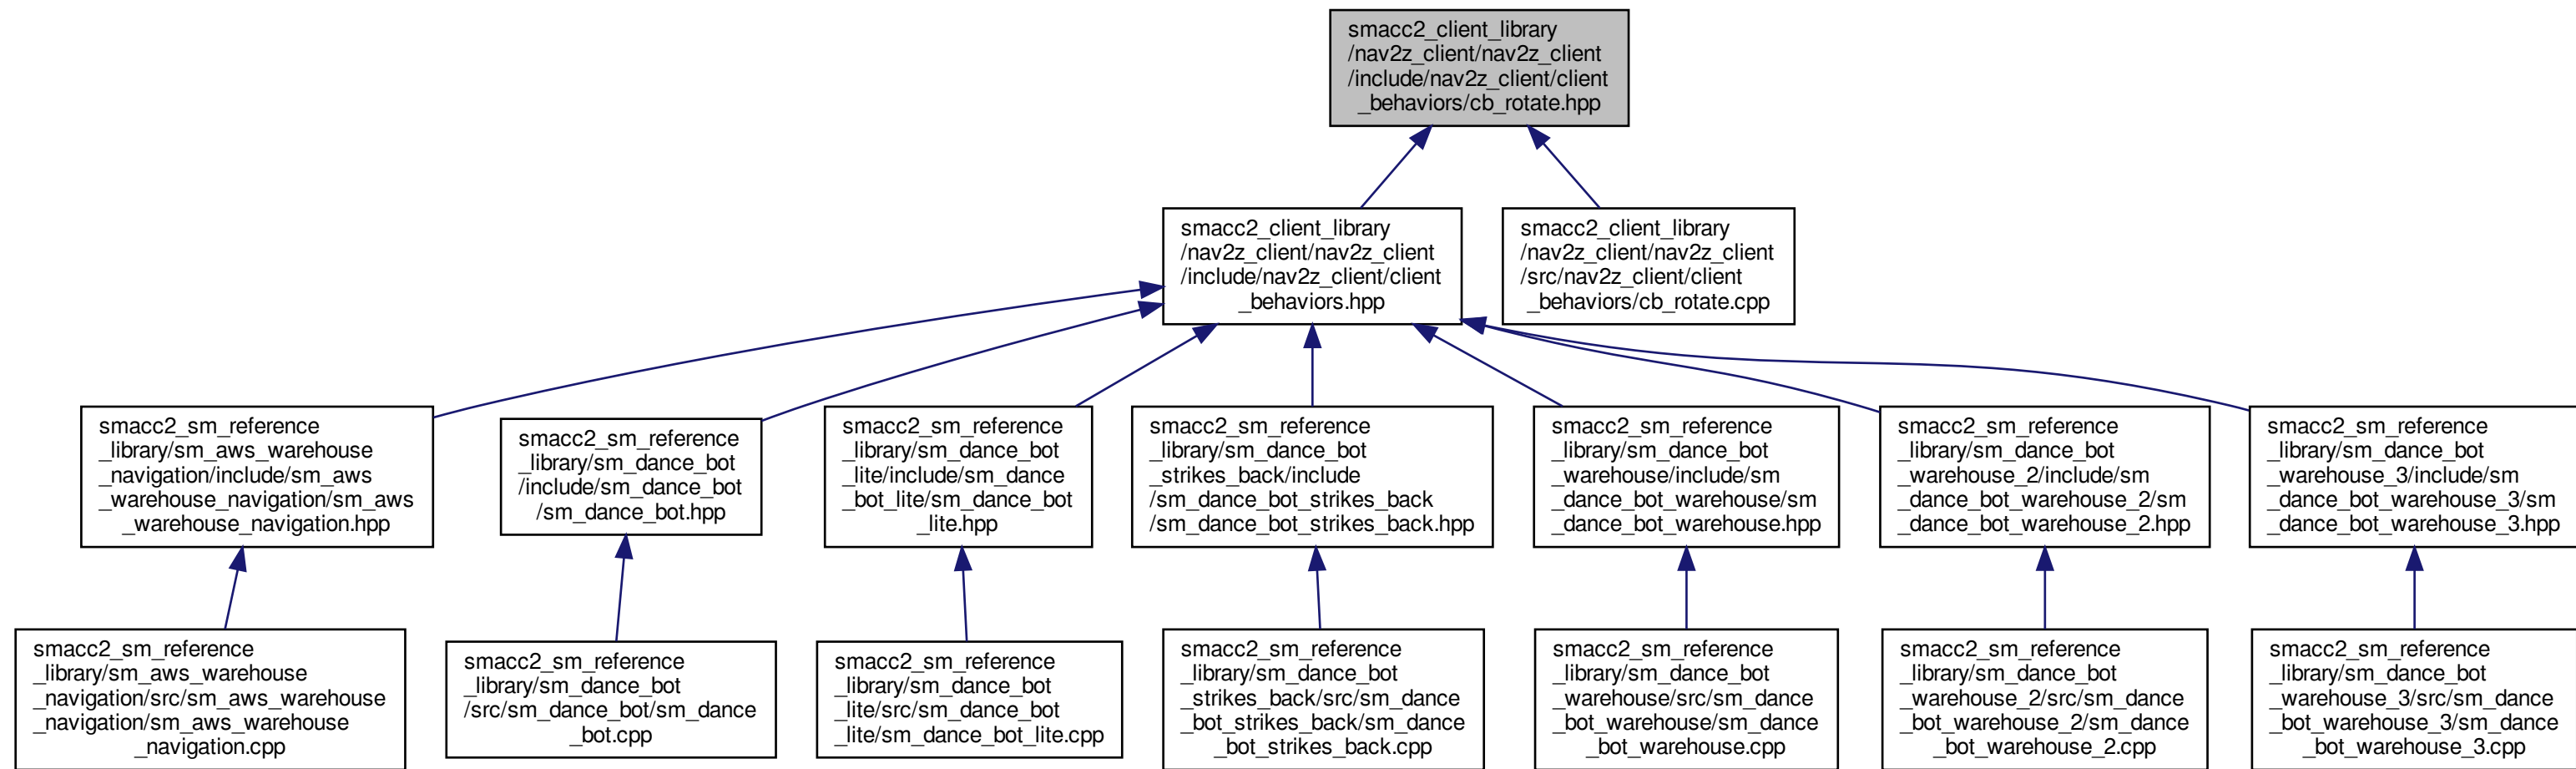 smacc2_client_library
/nav2z_client/nav2z_client
/include/nav2z_client/client
_behaviors/cb_rotate.hpp
smacc2_client_library
/nav2z_client/nav2z_client
/include/nav2z_client/client
_behaviors.hpp
smacc2_client_library
/nav2z_client/nav2z_client
/src/nav2z_client/client
_behaviors/cb_rotate.cpp
smacc2_sm_reference
_library/sm_aws_warehouse
_navigation/include/sm_aws
_warehouse_navigation/sm_aws
_warehouse_navigation.hpp
smacc2_sm_reference
_library/sm_dance_bot
/include/sm_dance_bot
/sm_dance_bot.hpp
smacc2_sm_reference
_library/sm_dance_bot
_lite/include/sm_dance
_bot_lite/sm_dance_bot
_lite.hpp
smacc2_sm_reference
_library/sm_dance_bot
_strikes_back/include
/sm_dance_bot_strikes_back
/sm_dance_bot_strikes_back.hpp
smacc2_sm_reference
_library/sm_dance_bot
_warehouse/include/sm
_dance_bot_warehouse/sm
_dance_bot_warehouse.hpp
smacc2_sm_reference
_library/sm_dance_bot
_warehouse_2/include/sm
_dance_bot_warehouse_2/sm
_dance_bot_warehouse_2.hpp
smacc2_sm_reference
_library/sm_dance_bot
_warehouse_3/include/sm
_dance_bot_warehouse_3/sm
_dance_bot_warehouse_3.hpp
smacc2_sm_reference
_library/sm_aws_warehouse
_navigation/src/sm_aws_warehouse
_navigation/sm_aws_warehouse
_navigation.cpp
smacc2_sm_reference
_library/sm_dance_bot
/src/sm_dance_bot/sm_dance
_bot.cpp
smacc2_sm_reference
_library/sm_dance_bot
_lite/src/sm_dance_bot
_lite/sm_dance_bot_lite.cpp
smacc2_sm_reference
_library/sm_dance_bot
_strikes_back/src/sm_dance
_bot_strikes_back/sm_dance
_bot_strikes_back.cpp
smacc2_sm_reference
_library/sm_dance_bot
_warehouse/src/sm_dance
_bot_warehouse/sm_dance
_bot_warehouse.cpp
smacc2_sm_reference
_library/sm_dance_bot
_warehouse_2/src/sm_dance
_bot_warehouse_2/sm_dance
_bot_warehouse_2.cpp
smacc2_sm_reference
_library/sm_dance_bot
_warehouse_3/src/sm_dance
_bot_warehouse_3/sm_dance
_bot_warehouse_3.cpp